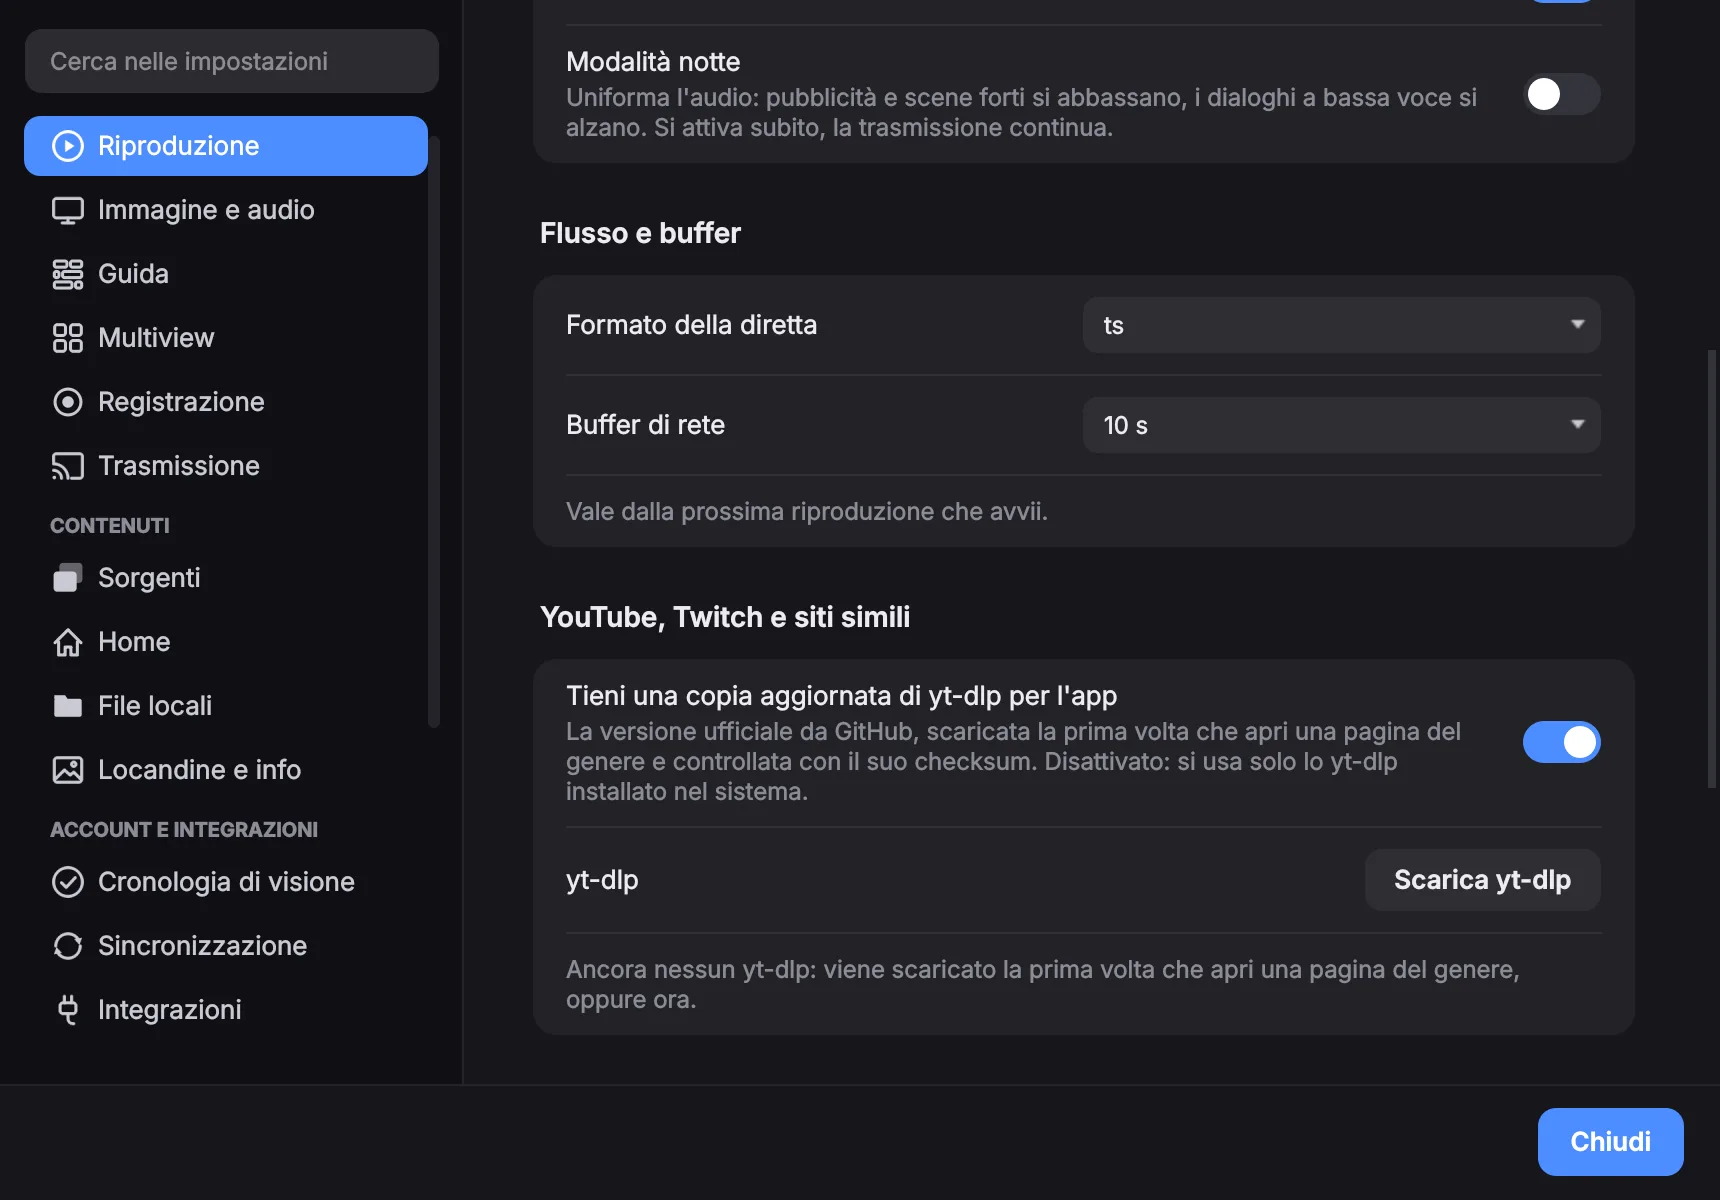 Cerca nelle impostazioni
Riproduzione
Immagine e audio
Guida
Multiview
Registrazione
Trasmissione
CONTENUTI
Sorgenti
Home
File locali
Locandine e info
ACCOUNT E INTEGRAZIONI
Cronologia di visione
Sincronizzazione
Integrazioni
Modalità notte
Uniforma l'audio: pubblicità e scene forti si abbassano, i dialoghi a bassa voce si
alzano. Si attiva subito, la trasmissione continua.
Flusso e buffer
Formato della diretta
ts
Buffer di rete
10 s
Vale dalla prossima riproduzione che avvii.
YouTube, Twitch e siti simili
Tieni una copia aggiornata di yt-dlp per l'app
La versione ufficiale da GitHub, scaricata la prima volta che apri una pagina del
genere e controllata con il suo checksum. Disattivato: si usa solo lo yt-dlp
installato nel sistema.
yt-dlp
Scarica yt-dlp
Ancora nessun yt-dlp: viene scaricato la prima volta che apri una pagina del genere,
oppure ora.
Chiudi